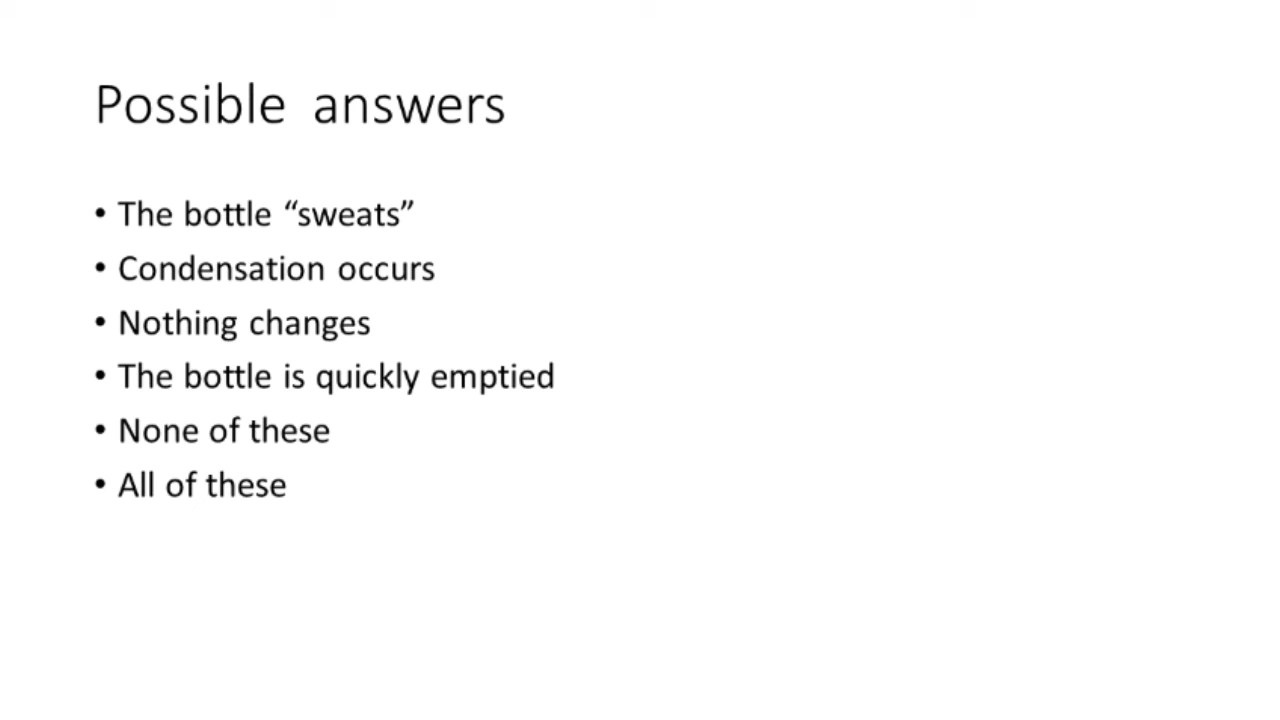 Possible answers
• The bottle “sweats”
• Condensation occurs
• Nothing changes
• The bottle is quickly emptied
• None of these
• All of these